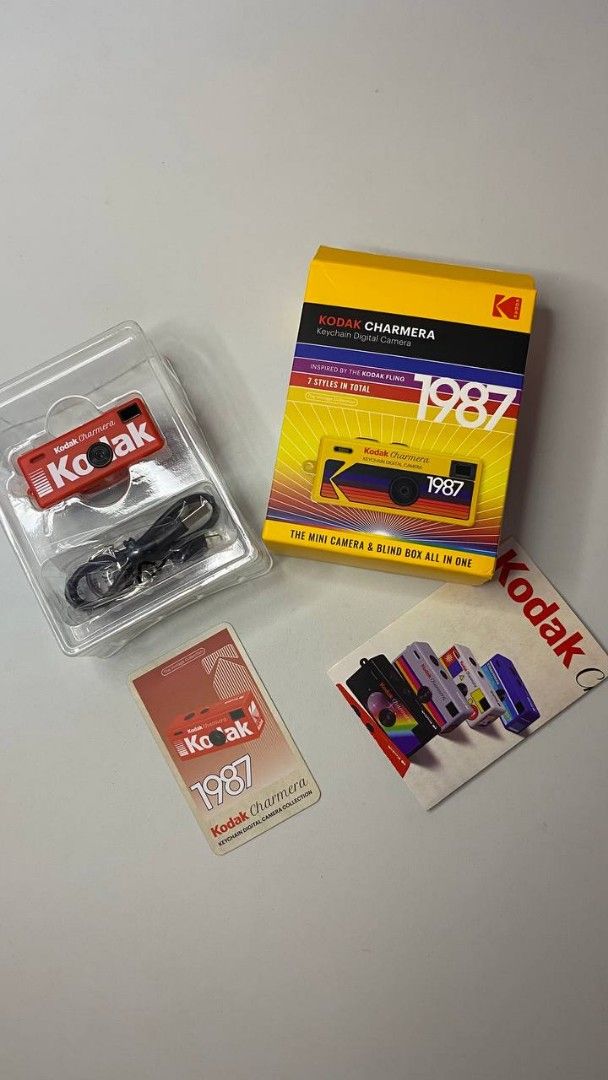 KODAK
KODAK CHARMERA
Keychain Digital Camera
INSPIRED BY THE KODAK FLING
7 STYLES IN TOTAL
1987
Kodak Charmera
KEYCHAIN DIGITAL CAMERA
1987
THE MINI CAMERA & BLIND BOX ALL IN ONE
Kodak Charmera
Kodak
Kodak Charmera
Kodak
1987
Kodak Charmera
KEYCHAIN DIGITAL CAMERA COLLECTION
Kodak